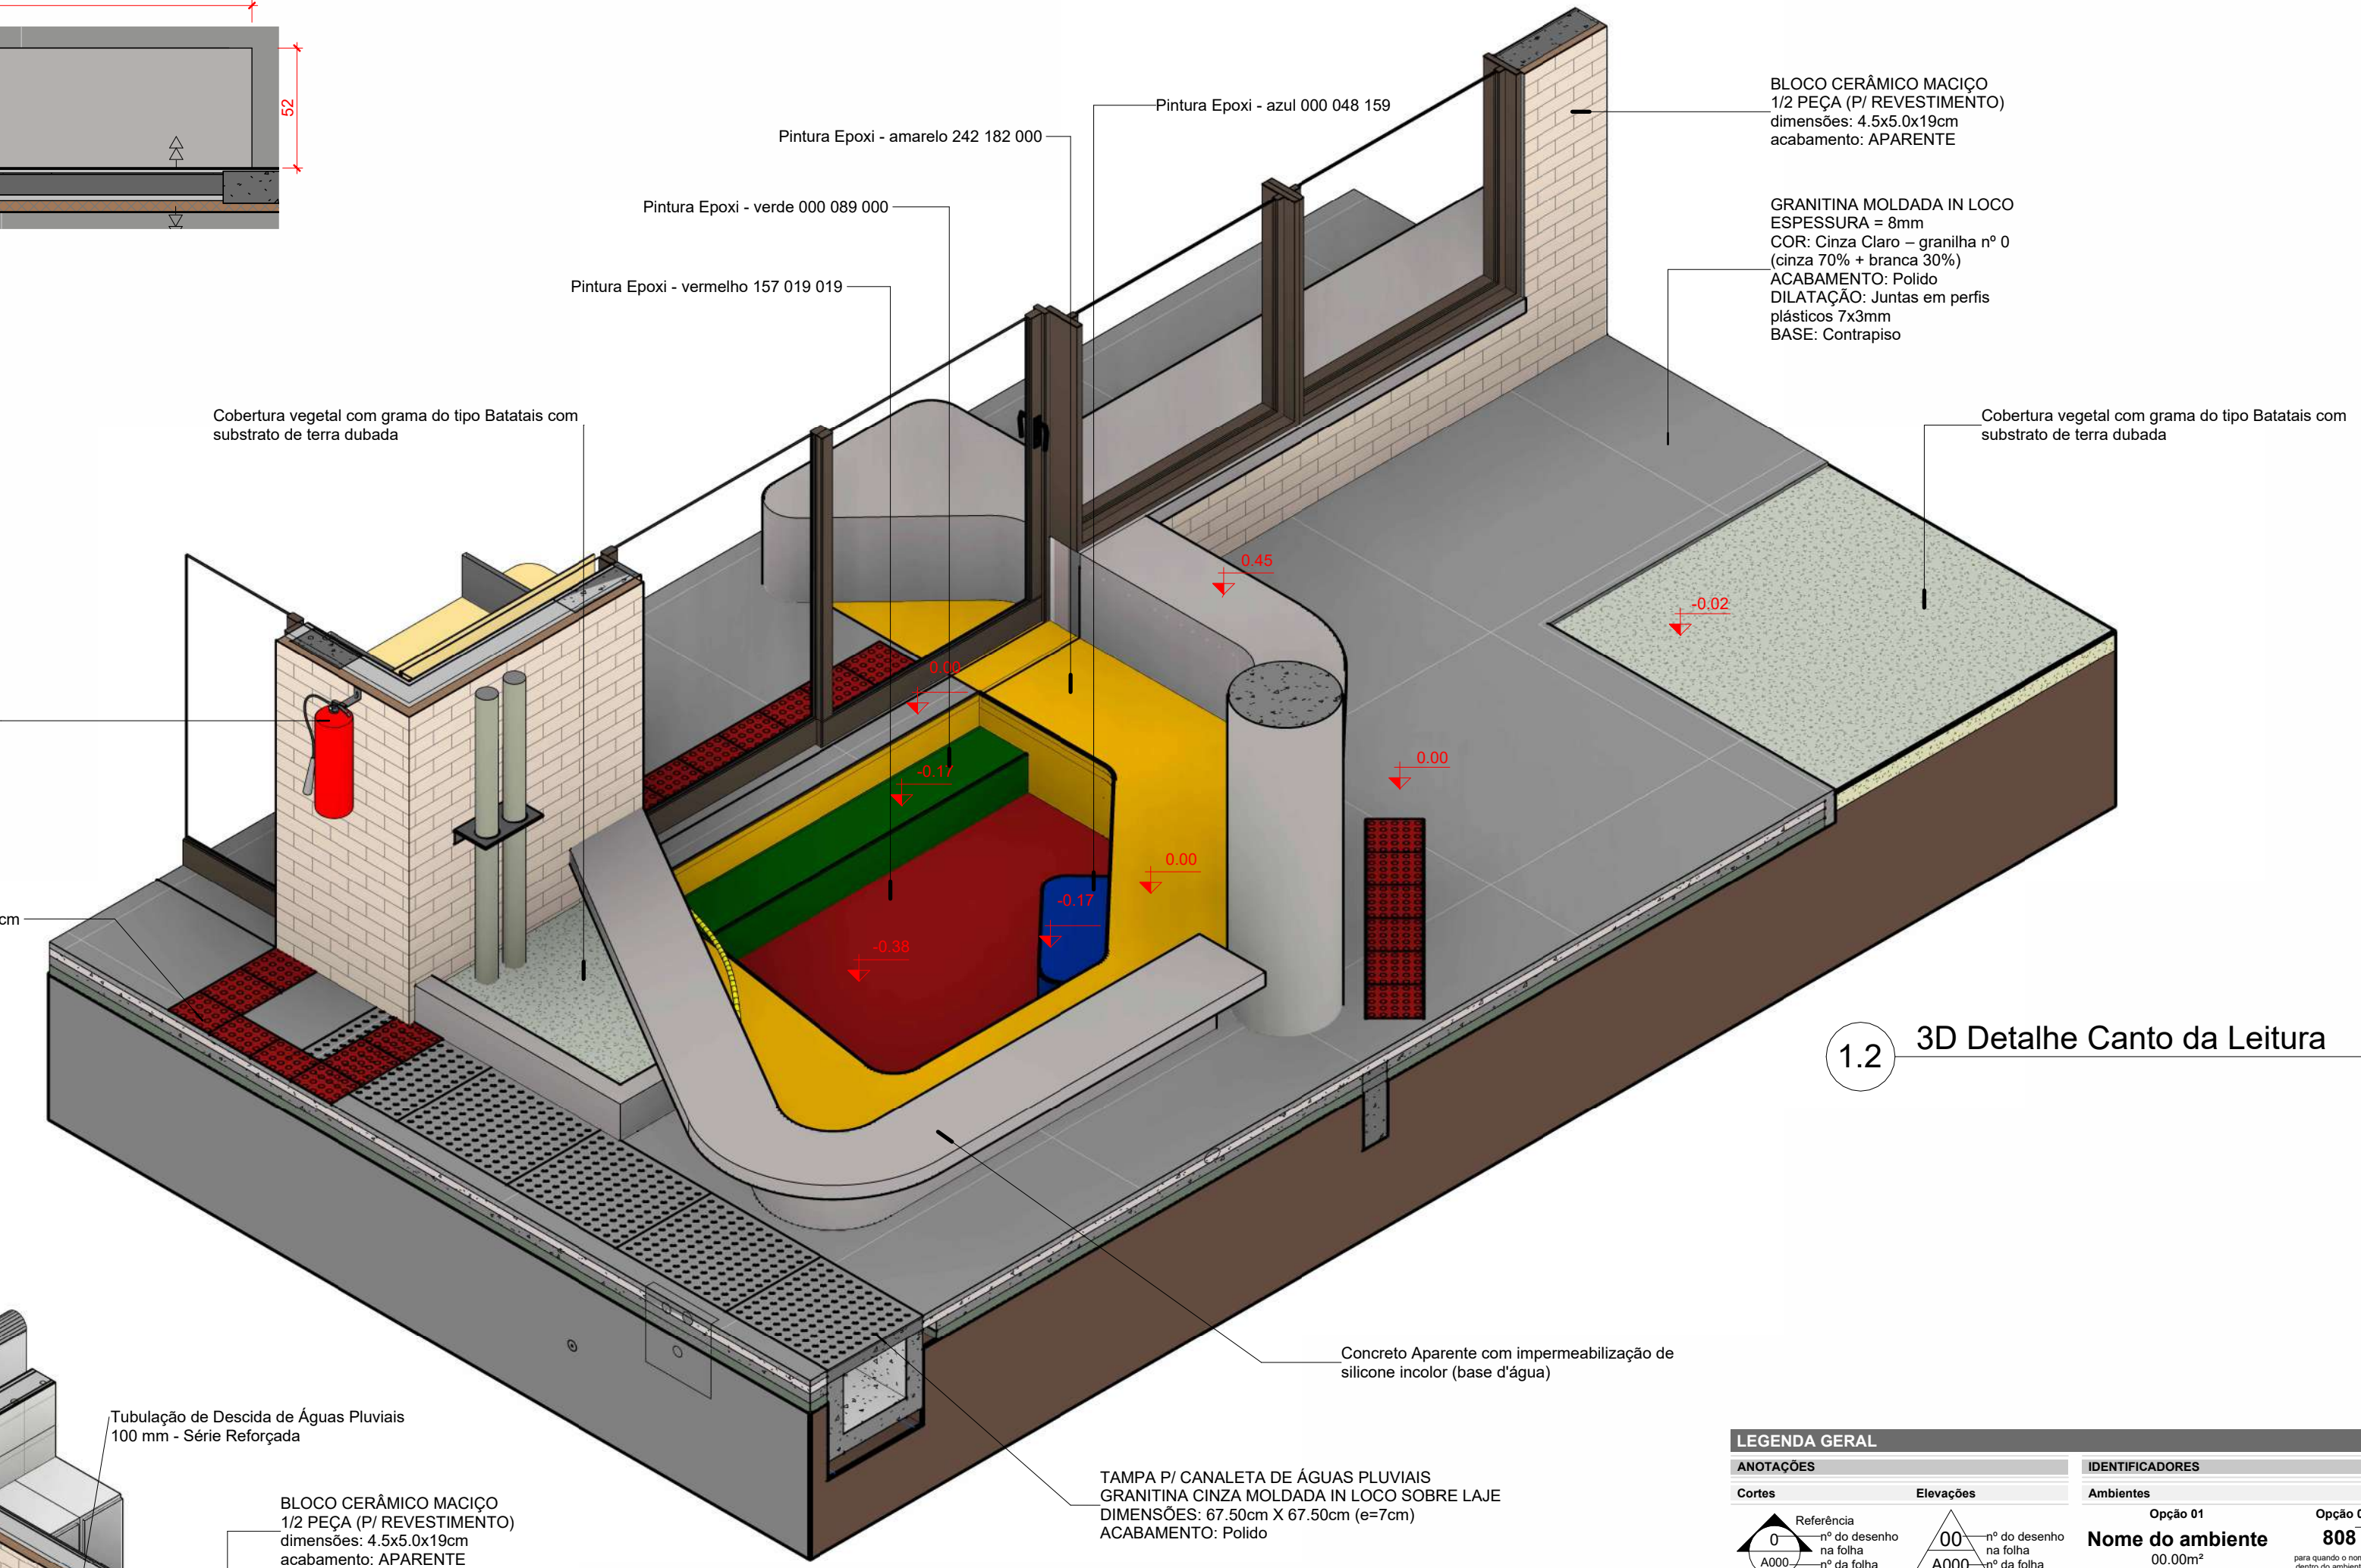 52
Pintura Epoxi - azul 000 048 159
Pintura Epoxi - amarelo 242 182 000
Pintura Epoxi - verde 000 089 000
Pintura Epoxi - vermelho 157 019 019
BLOCO CERÂMICO MACIÇO
1/2 PEÇA (P/ REVESTIMENTO)
dimensões: 4.5x5.0x19cm
acabamento: APARENTE
GRANITINA MOLDADA IN LOCO
ESPESSURA = 8mm
COR: Cinza Claro – granilha nº 0
(cinza 70% + branca 30%)
ACABAMENTO: Polido
DILATAÇÃO: Juntas em perfis
plásticos 7x3mm
BASE: Contrapiso
Cobertura vegetal com grama do tipo Batatais com
substrato de terra dubada
Cobertura vegetal com grama do tipo Batatais com
substrato de terra dubada
0.45
-0.02
0.00
-0.17
0.00
0.00
-0.17
-0.38
cm
1.2
3D Detalhe Canto da Leitura
Concreto Aparente com impermeabilização de
silicone incolor (base d'água)
Tubulação de Descida de Águas Pluviais
100 mm - Série Reforçada
BLOCO CERÂMICO MACIÇO
1/2 PEÇA (P/ REVESTIMENTO)
dimensões: 4.5x5.0x19cm
acabamento: APARENTE
TAMPA P/ CANALETA DE ÁGUAS PLUVIAIS
GRANITINA CINZA MOLDADA IN LOCO SOBRE LAJE
DIMENSÕES: 67.50cm X 67.50cm (e=7cm)
ACABAMENTO: Polido
LEGENDA GERAL
ANOTAÇÕES
IDENTIFICADORES
Cortes
Elevações
Ambientes
Referência
0
nº do desenho
na folha
A000
nº da folha
00
nº do desenho
na folha
A000
nº da folha
Opção 01
Nome do ambiente
00.00m²
Opção
808
para quando o
dentro do